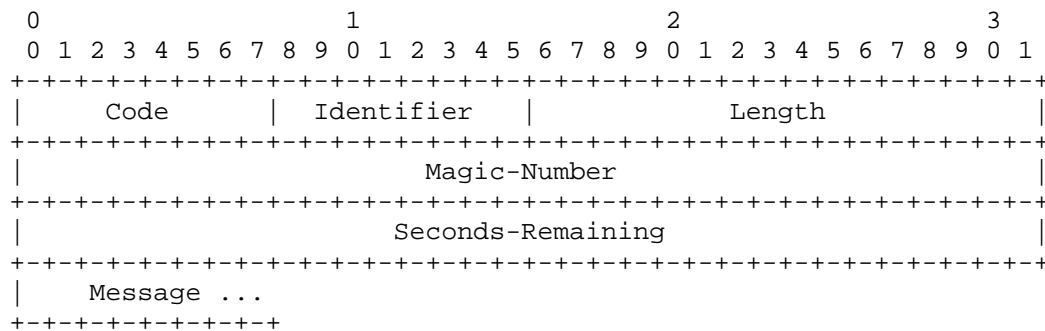 0                   1                   2                   3
 0 1 2 3 4 5 6 7 8 9 0 1 2 3 4 5 6 7 8 9 0 1 2 3 4 5 6 7 8 9 0 1
+-+-+-+-+-+-+-+-+-+-+-+-+-+-+-+-+-+-+-+-+-+-+-+-+-+-+-+-+-+-+-+-+
|     Code      |  Identifier   |            Length             |
+-+-+-+-+-+-+-+-+-+-+-+-+-+-+-+-+-+-+-+-+-+-+-+-+-+-+-+-+-+-+-+-+
|                         Magic-Number                          |
+-+-+-+-+-+-+-+-+-+-+-+-+-+-+-+-+-+-+-+-+-+-+-+-+-+-+-+-+-+-+-+-+
|                       Seconds-Remaining                       |
+-+-+-+-+-+-+-+-+-+-+-+-+-+-+-+-+-+-+-+-+-+-+-+-+-+-+-+-+-+-+-+-+
|    Message ...
+-+-+-+-+-+-+-+-+